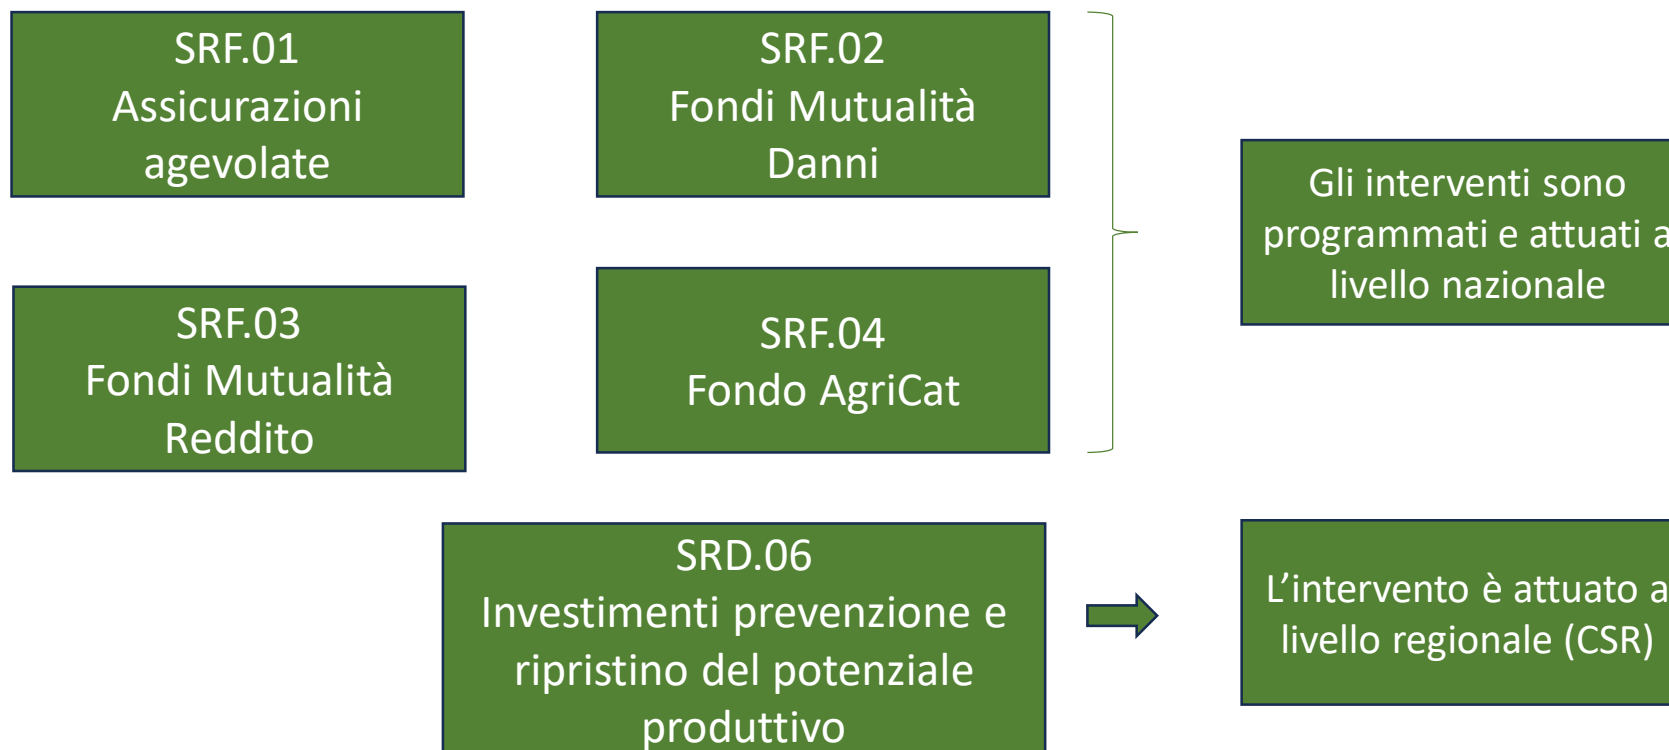 SRF.01
Assicurazioni
agevolate
SRF.02
Fondi Mutualità
Danni
SRF.03
Fondi Mutualità
Reddito
SRF.04
Fondo AgriCat
Gli interventi sono
programmati e attuati a
livello nazionale
SRD.06
Investimenti prevenzione e
ripristino del potenziale
produttivo
L’intervento è attuato a
livello regionale (CSR)